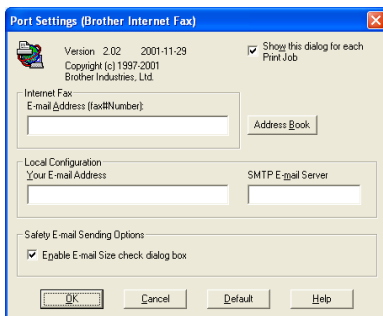 Port Settings (Brother Internet Fax)
Version 2.02 2001-11-29
Copyright (c) 1997-2001
Brother Industries, Ltd.
Show this dialog for each
Print Job
Internet Fax
E-mail Address (fax#Number):
Address Book
Local Configuration
Your E-mail Address
SMTP E-mail Server
Safety E-mail Sending Options
Enable E-mail Size check dialog box
OK
Cancel
Default
Help